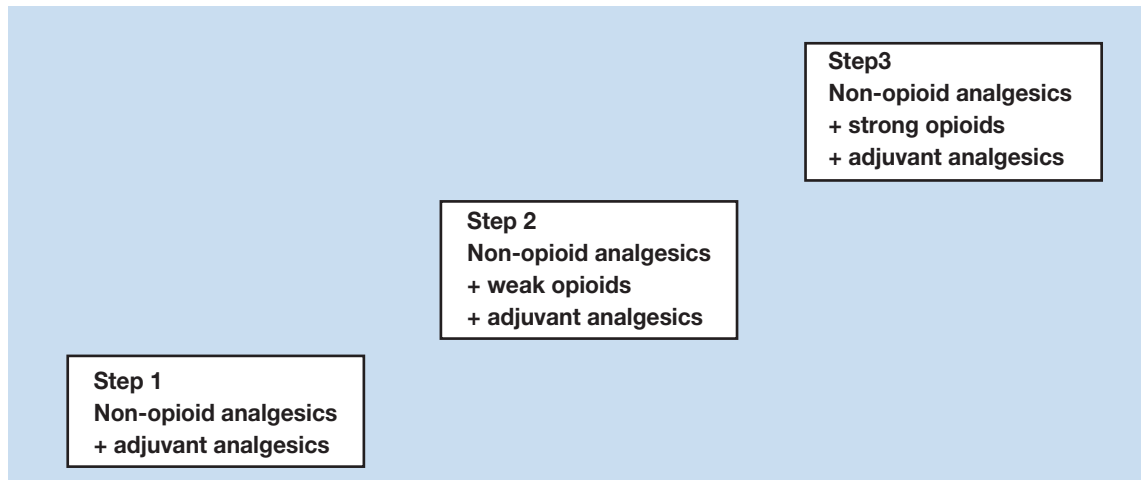 Step3
Non-opioid analgesics
+ strong opioids
+ adjuvant analgesics
Step 2
Non-opioid analgesics
+ weak opioids
+ adjuvant analgesics
Step 1
Non-opioid analgesics
+ adjuvant analgesics